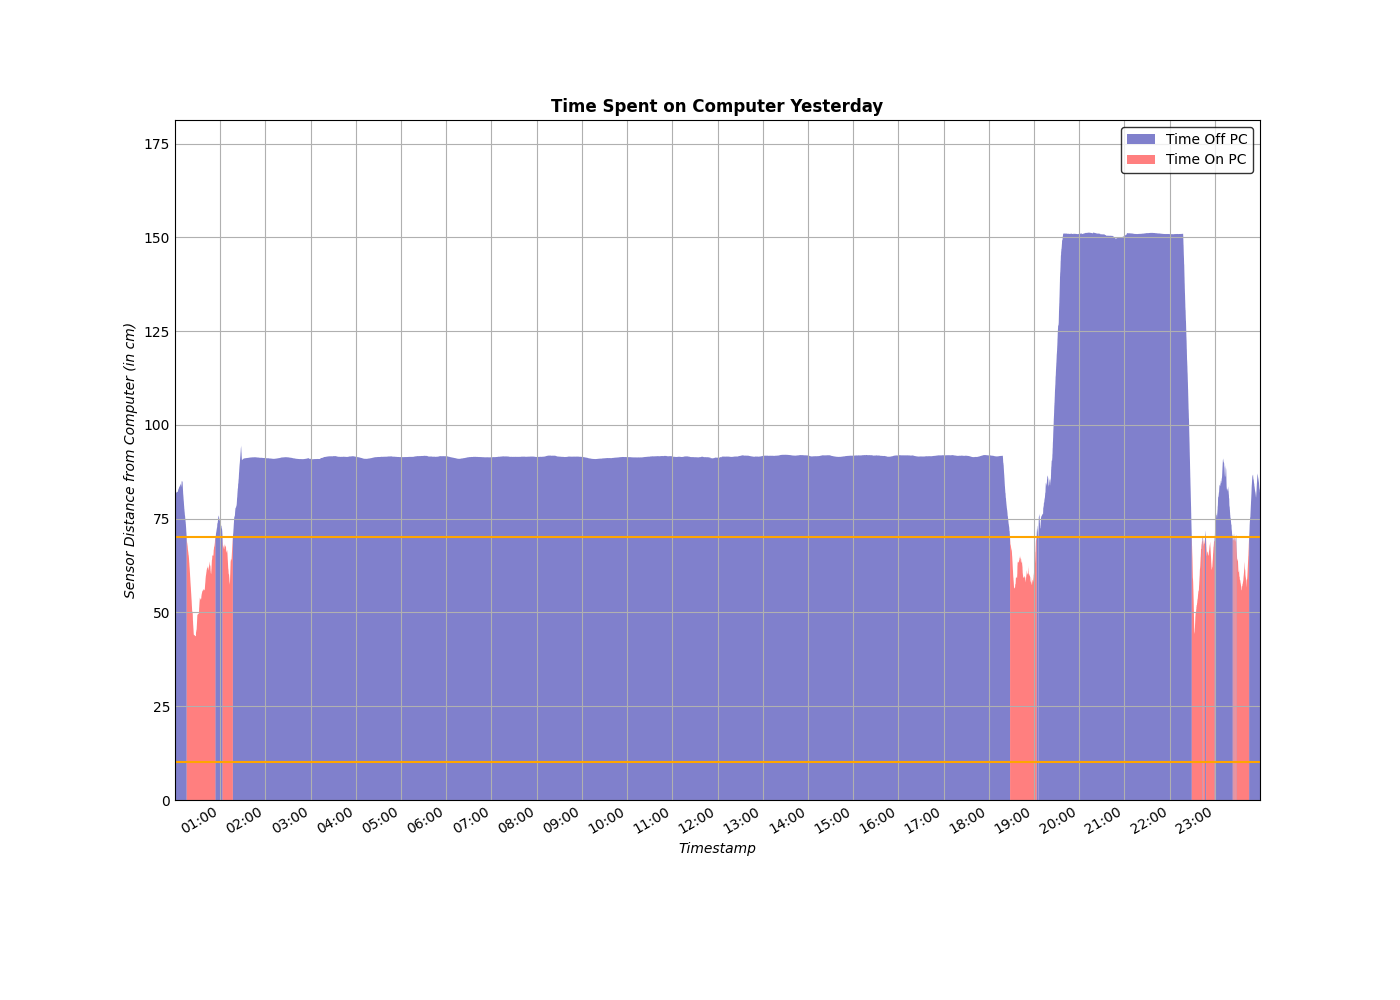 Time Spent on Computer Yesterday
Time Off PC
Time On PC
175
150
125
100
75
50
25
0
Sensor Distance from Computer (in cm)
01:00 02:00 03:00 04:00 05:00 06:00 07:00 08:00 09:00 10:00 11:00 12:00 13:00 14:00 15:00 16:00 17:00 18:00 19:00 20:00 21:00 22:00 23:00
Timestamp